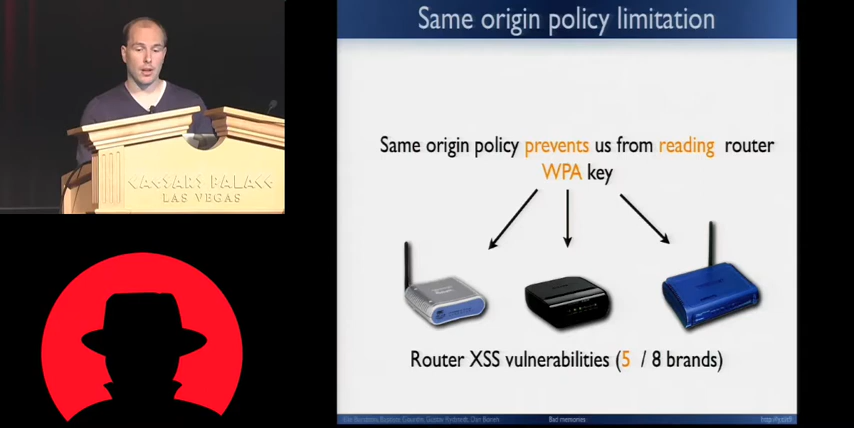 Same origin policy limitation
CAESARS PALACE
LAS VEGAS
Same origin policy prevents us from reading router
WPA key
Router XSS vulnerabilities (5 / 8 brands)
Bad memories